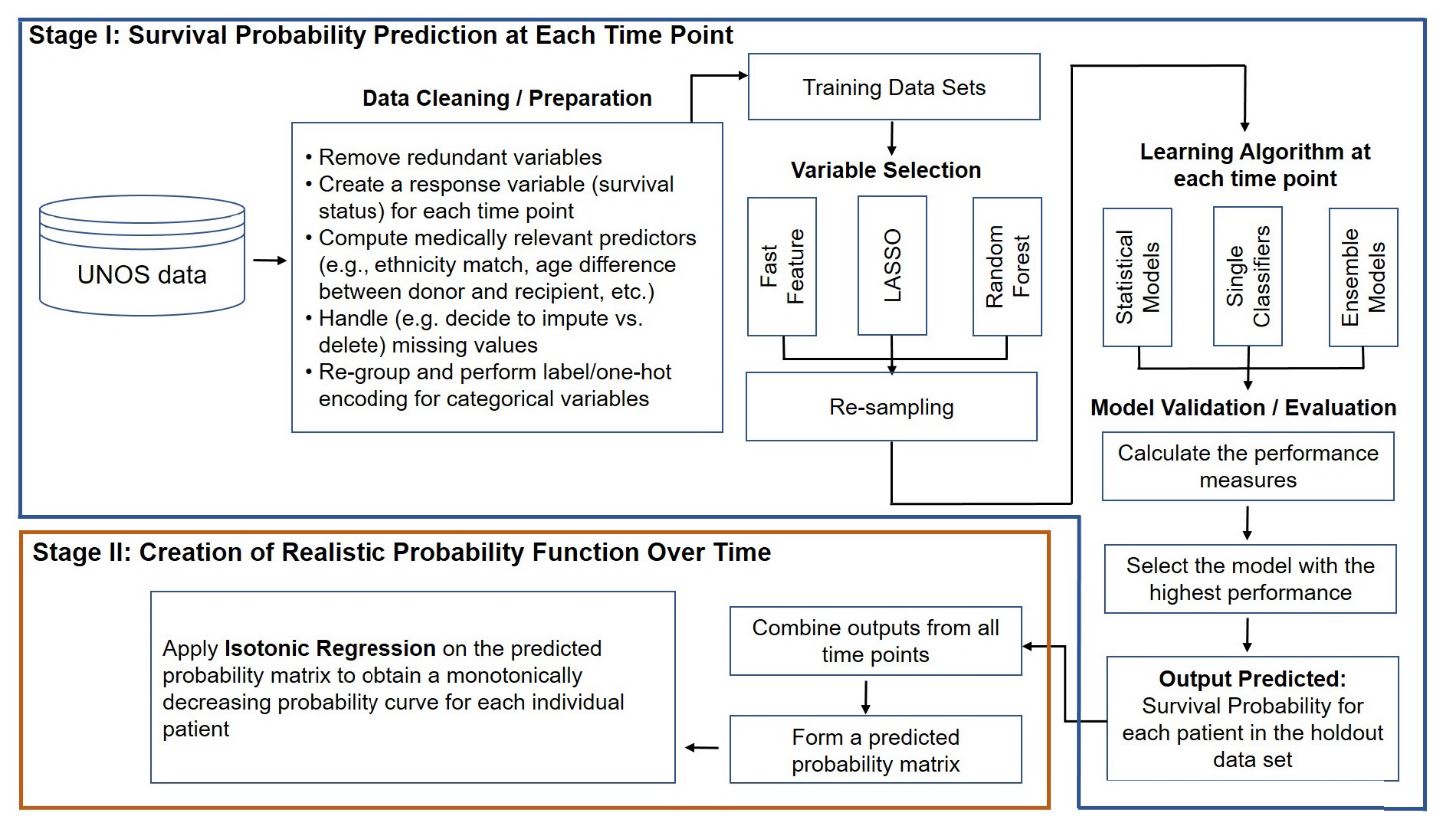 Stage I: Survival Probability Prediction at Each Time Point
UNOS data
Data Cleaning / Preparation
• Remove redundant variables
• Create a response variable (survival
status) for each time point
• Compute medically relevant predictors
(e.g., ethnicity match, age difference
between donor and recipient, etc.)
• Handle (e.g. decide to impute vs.
delete) missing values
• Re-group and perform label/one-hot
encoding for categorical variables
Training Data Sets
Variable Selection
Fast
Feature
LASSO
Random
Forest
Re-sampling
Learning Algorithm at
each time point
Statistical
Models
Single
Classifiers
Ensemble
Models
Model Validation / Evaluation
Calculate the performance
measures
Select the model with the
highest performance
Output Predicted:
Survival Probability for
each patient in the holdout
data set
Stage II: Creation of Realistic Probability Function Over Time
Combine outputs from all
time points
Form a predicted
probability matrix
Apply Isotonic Regression on the predicted
probability matrix to obtain a monotonically
decreasing probability curve for each individual
patient